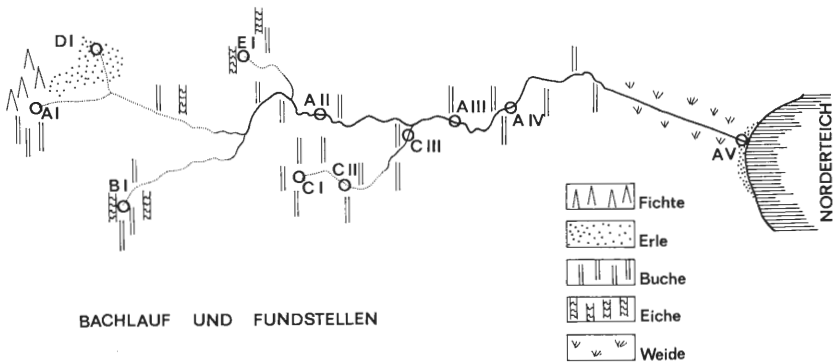 D I
E I
A I
A II
A III
A IV
A V
C III
C II
C I
B I
NORDERTEICH
Fichte
Erle
Buche
Eiche
Weide
BACHLAUF UND FUNDSTELLEN